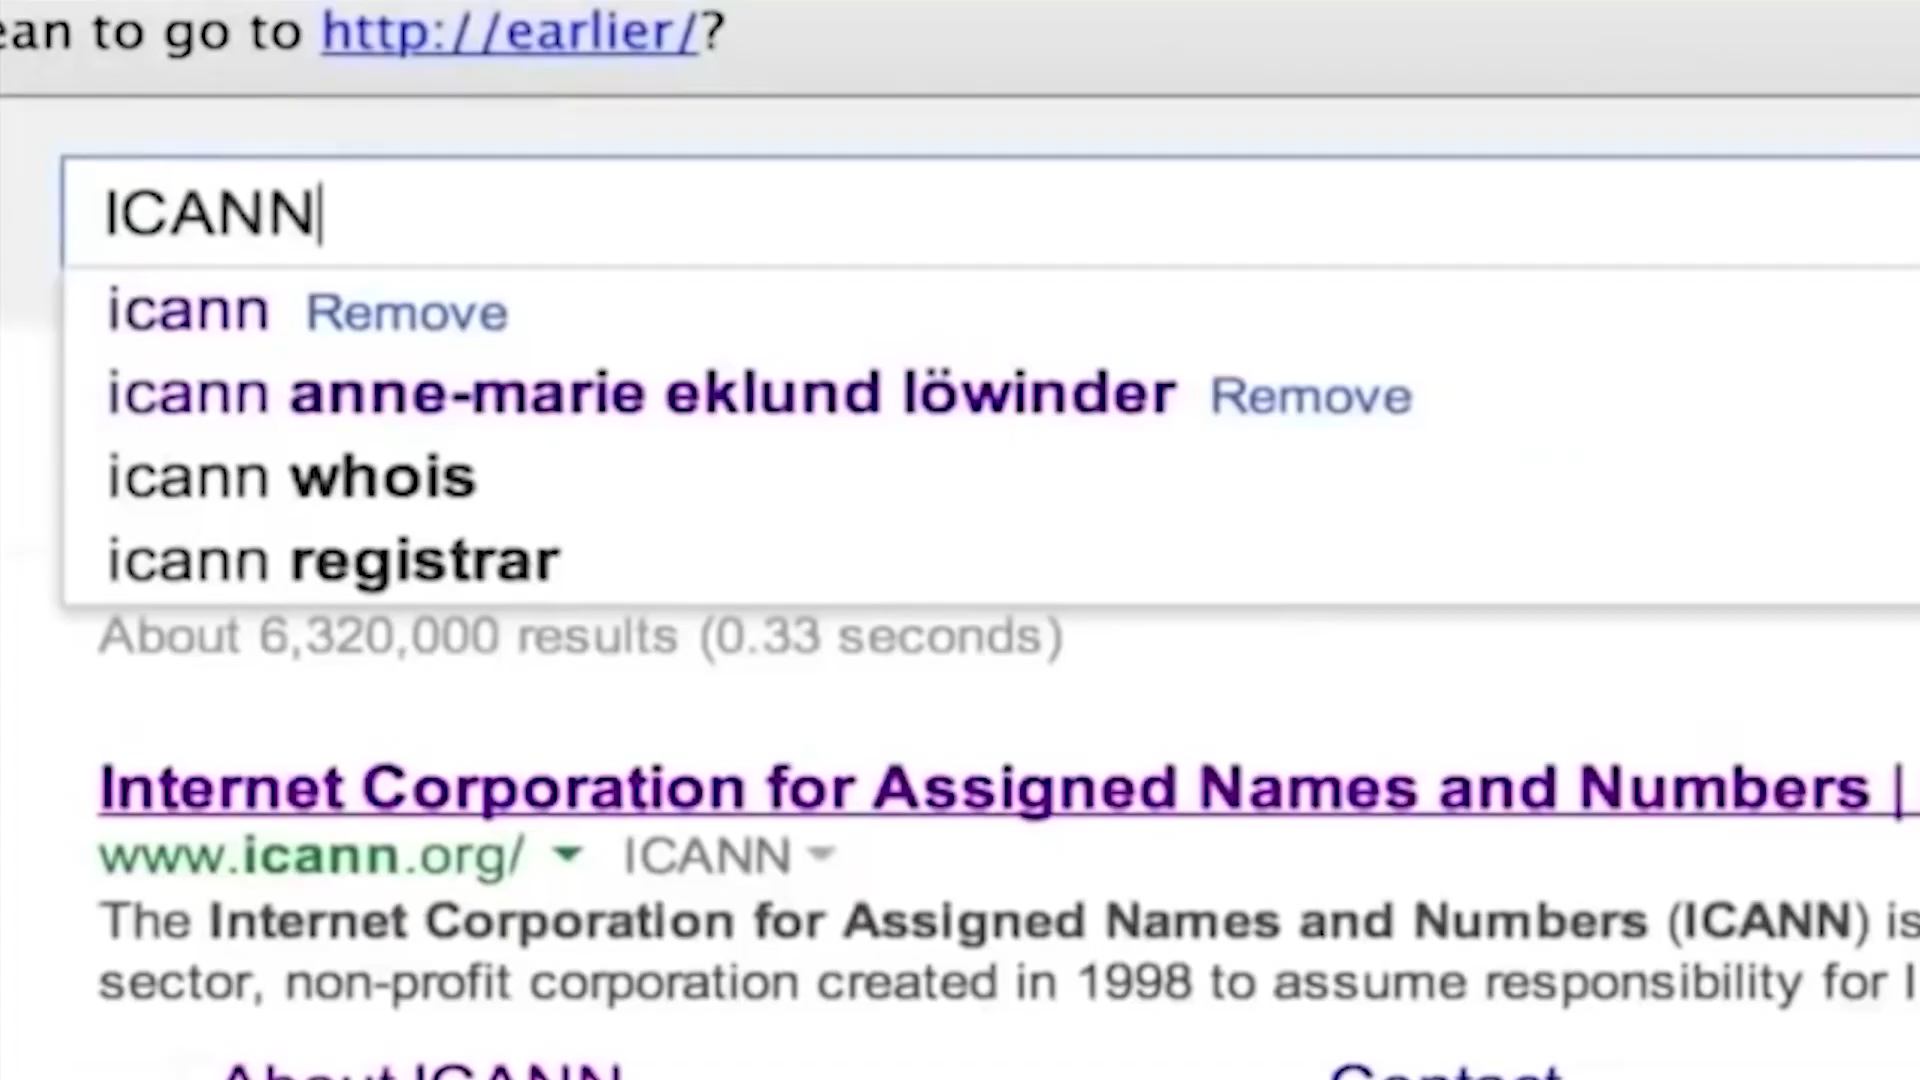 to go to http://earlier/?
ICANN
icann Remove
icann anne-marie eklund löwinder Remove
icann whois
icann registrar
About 6,320,000 results (0.33 seconds)
Internet Corporation for Assigned Names and Numbers |
www.icann.org/ ICANN
The Internet Corporation for Assigned Names and Numbers (ICANN) is
sector, non-profit corporation created in 1998 to assume responsibility for
About ICANN Contact